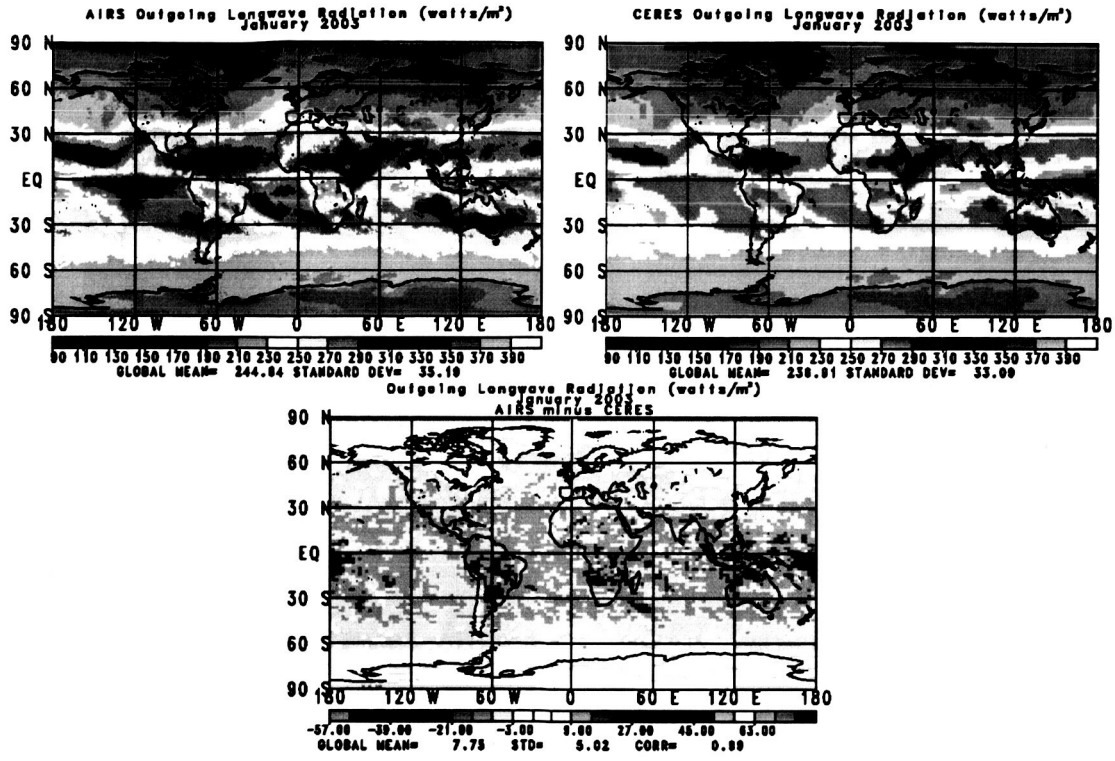 AIRS Outgoing Longwave Radiation (watts/m²)
January 2003
90 N
60 N
30 N
EQ
30 S
60 S
90 S
180 120 W 60 W 0 60 E 120 E 180
90 110 130 150 170 190 210 230 250 270 290 310 330 350 370 390
GLOBAL MEAN= 244.84 STANDARD DEV= 35.19
CERES Outgoing Longwave Radiation (watts/m²)
January 2003
90 N
60 N
30 N
EQ
30 S
60 S
90 S
180 120 W 60 W 0 60 E 120 E 180
90 110 130 150 170 190 210 230 250 270 290 310 330 350 370 390
GLOBAL MEAN= STANDARD DEV=
Outgoing Longwave Radiation (watts/m²)
January 2003
AIRS minus CERES
90 N
60 N
30 N
EQ
30 S
60 S
90 S
180 120 W 60 W 0 60 E 120 E 180
-57.00 -39.00 -21.00 -3.00 9.00 27.00 45.00 63.00
GLOBAL MEAN= 7.75 STD= 5.02 CORR=